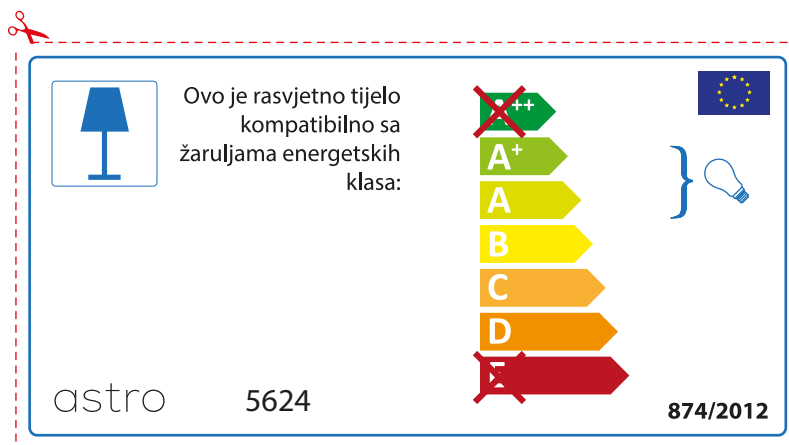 Ovo je rasvjetno tijelo
kompatibilno sa
žaruljama energetskih
klasa:
A++
A+
A
B
C
D
E
astro 5624
874/2012